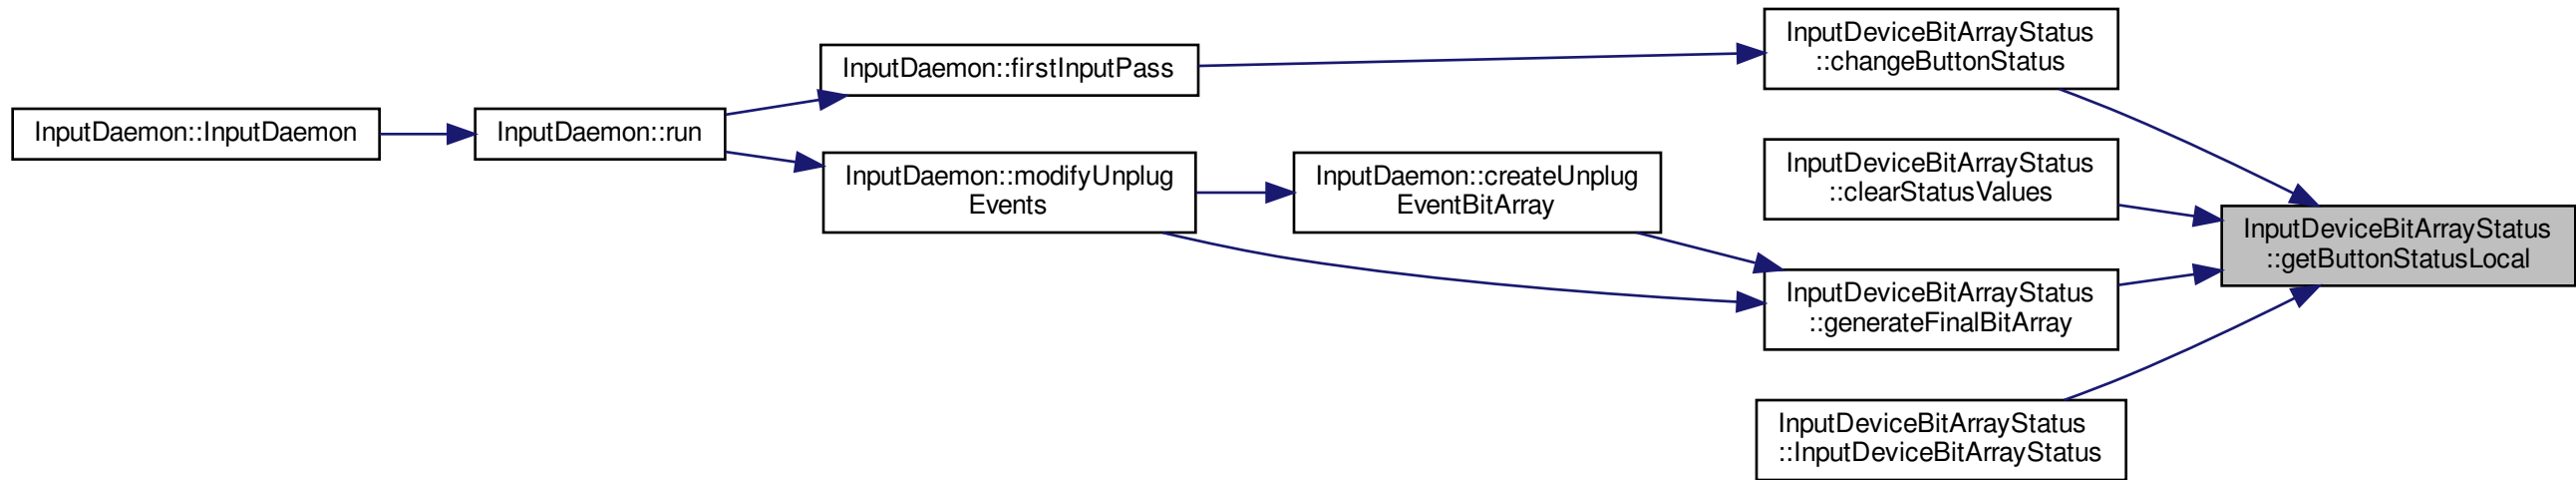 InputDaemon::InputDaemon
InputDaemon::run
InputDaemon::firstInputPass
InputDaemon::modifyUnplug
Events
InputDaemon::createUnplug
EventBitArray
InputDeviceBitArrayStatus
::changeButtonStatus
InputDeviceBitArrayStatus
::clearStatusValues
InputDeviceBitArrayStatus
::generateFinalBitArray
InputDeviceBitArrayStatus
::InputDeviceBitArrayStatus
InputDeviceBitArrayStatus
::getButtonStatusLocal